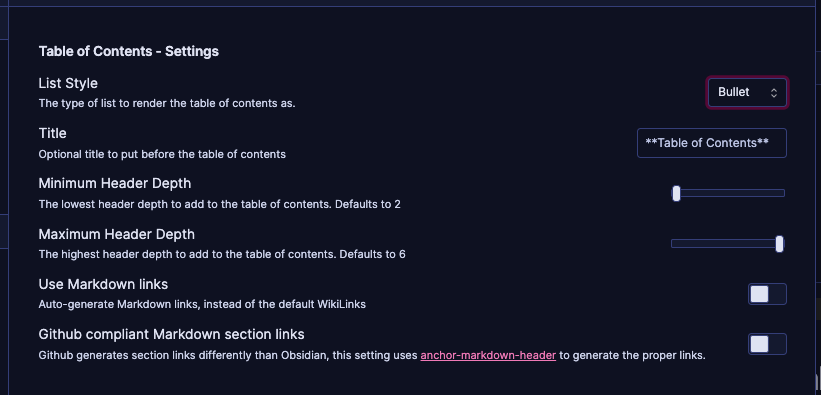 Table of Contents - Settings
List Style
The type of list to render the table of contents as.
Bullet
Title
Optional title to put before the table of contents
**Table of Contents**
Minimum Header Depth
The lowest header depth to add to the table of contents. Defaults to 2
Maximum Header Depth
The highest header depth to add to the table of contents. Defaults to 6
Use Markdown links
Auto-generate Markdown links, instead of the default WikiLinks
Github compliant Markdown section links
Github generates section links differently than Obsidian, this setting uses anchor-markdown-header to generate the proper links.